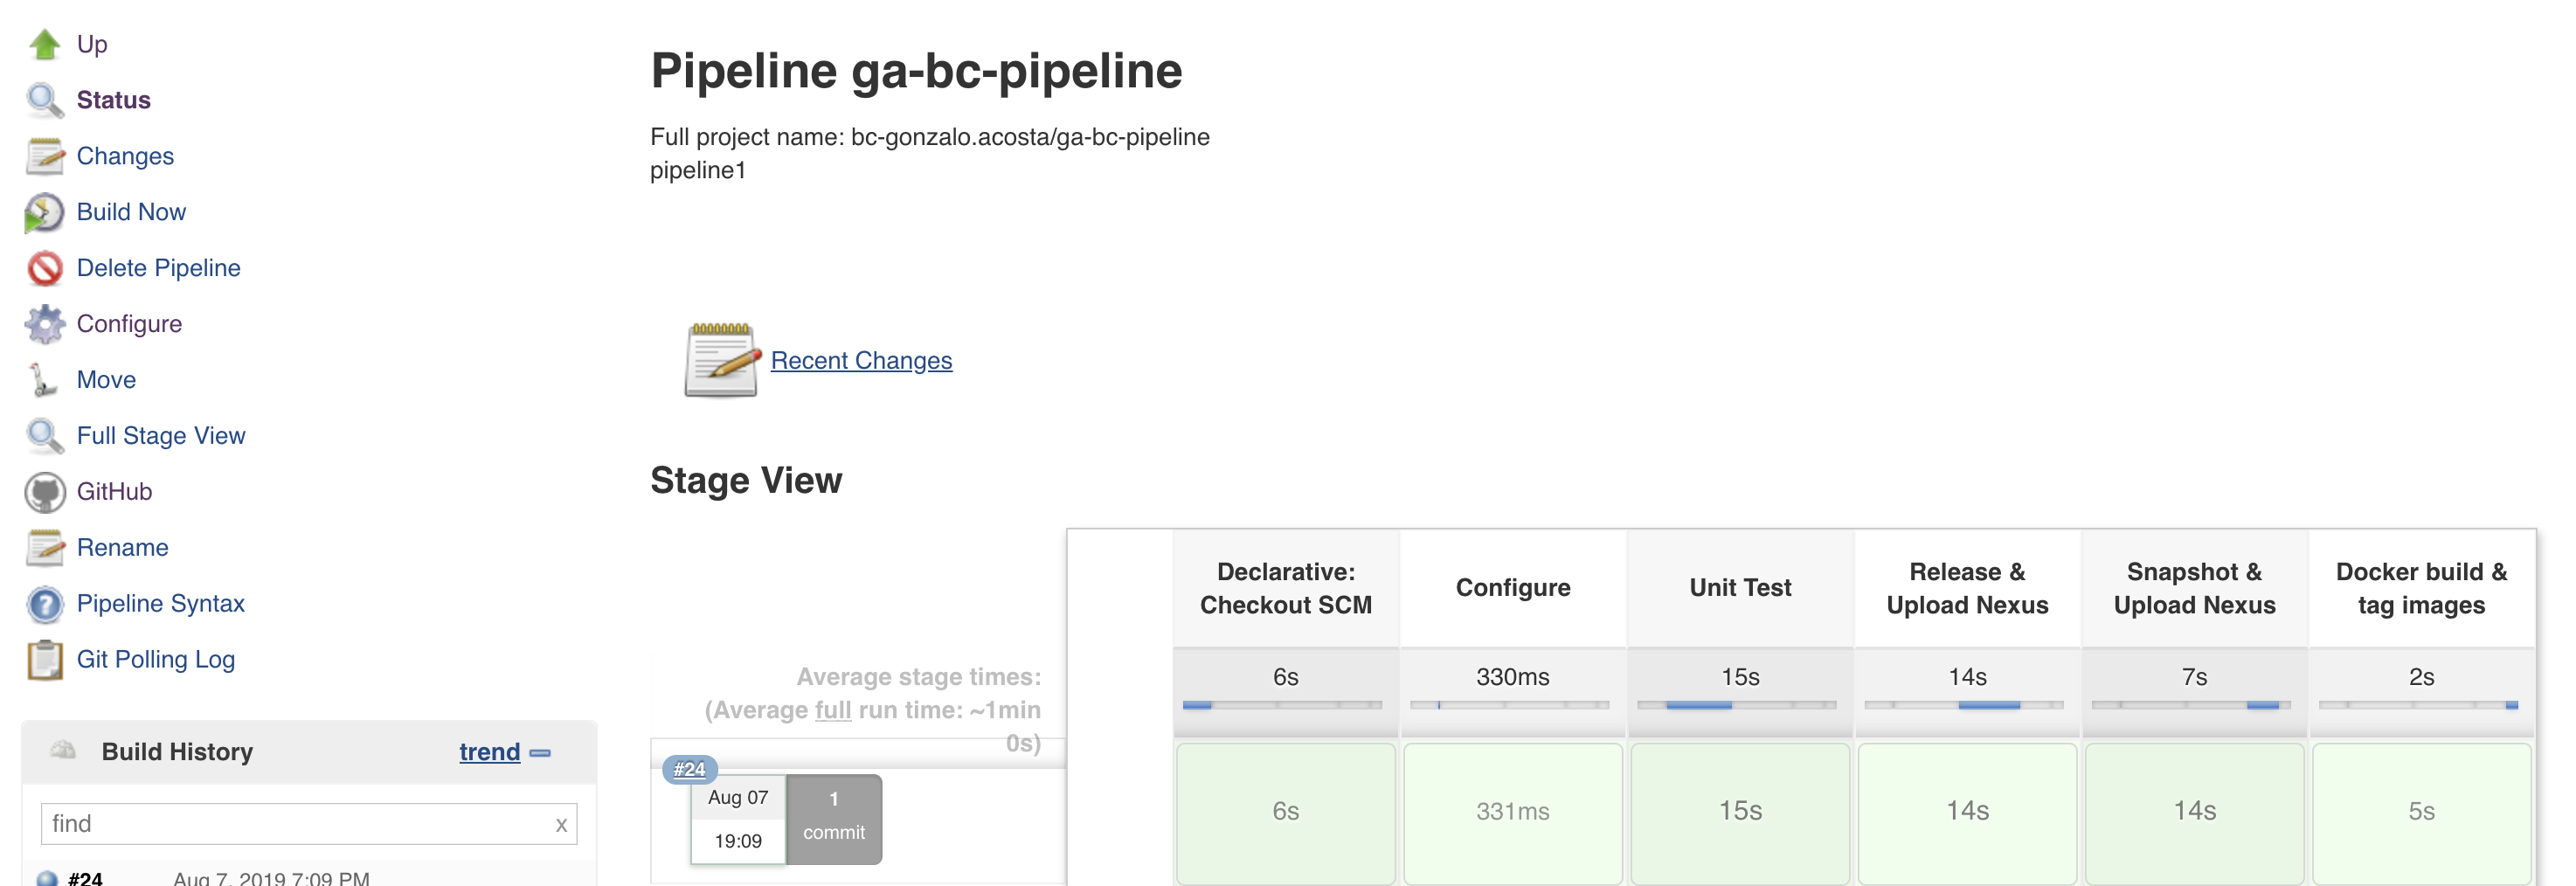 Up
Status
Changes
Build Now
Delete Pipeline
Configure
Move
Full Stage View
GitHub
Rename
Pipeline Syntax
Git Polling Log
Build History
trend
find
x
#24
Aug 7, 2019 7:09 PM
Pipeline ga-bc-pipeline
Full project name: bc-gonzalo.acosta/ga-bc-pipeline
pipeline1
Recent Changes
Stage View
Average stage times:
(Average full run time: ~1min
0s)
Declarative:
Checkout SCM
Configure
Unit Test
Release &
Upload Nexus
Snapshot &
Upload Nexus
Docker build &
tag images
6s
330ms
15s
14s
7s
2s
#24
Aug 07
19:09
1
commit
6s
331ms
15s
14s
14s
5s